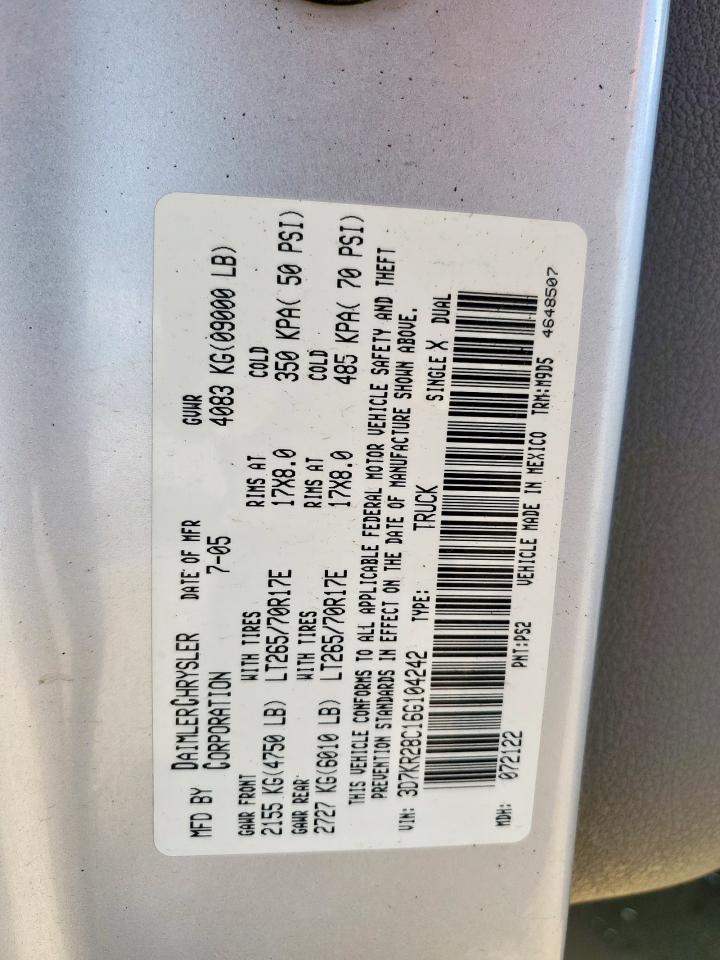 MFD BY DAIMLERCHRYSLER CORPORATION DATE OF MFR 7-05 GVWR 4083 KG(09000 LB)
GAWR FRONT WITH TIRES RIMS AT COLD
2155 KG(4750 LB) LT265/70R17E 17X8.0 350 KPA( 50 PSI)
GAWR REAR WITH TIRES RIMS AT COLD
2727 KG(6010 LB) LT265/70R17E 17X8.0 485 KPA( 70 PSI)
THIS VEHICLE CONFORMS TO ALL APPLICABLE FEDERAL MOTOR VEHICLE SAFETY AND THEFT
PREVENTION STANDARDS IN EFFECT ON THE DATE OF MANUFACTURE SHOWN ABOVE.
VIN: 3D7KR28C16G104242 TYPE: TRUCK SINGLE X DUAL
MDH: 072122 PNT:PS2 VEHICLE MADE IN MEXICO TRM:M9D5
4648507